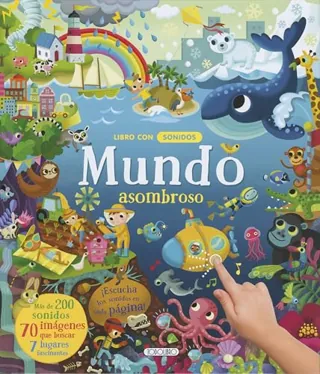 LIBRO CON SONIDOS
Mundo
asombroso
Más de 200
sonidos
70 imágenes
que buscar
7 lugares
fascinantes
¡Escucha
los sonidos en
cada página!
TODOLIBRO